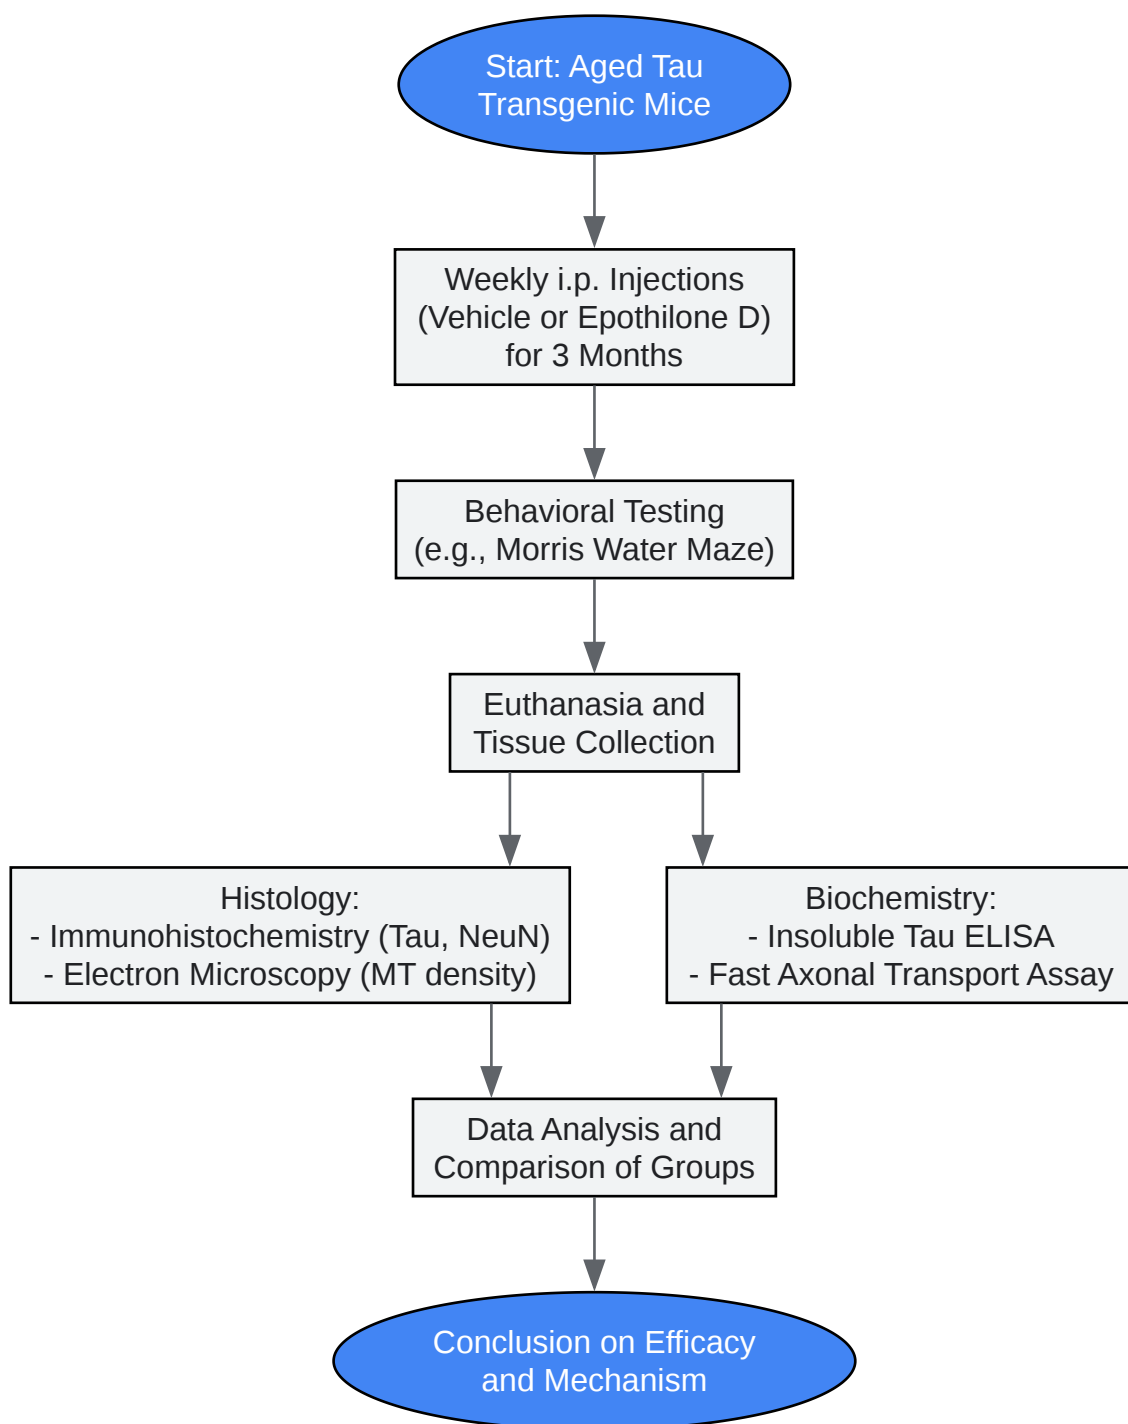 Start: Aged Tau
Transgenic Mice
Weekly i.p. Injections
(Vehicle or Epothilone D)
for 3 Months
Behavioral Testing
(e.g., Morris Water Maze)
Euthanasia and
Tissue Collection
Histology:
- Immunohistochemistry (Tau, NeuN)
- Electron Microscopy (MT density)
Biochemistry:
- Insoluble Tau ELISA
- Fast Axonal Transport Assay
Data Analysis and
Comparison of Groups
Conclusion on Efficacy
and Mechanism